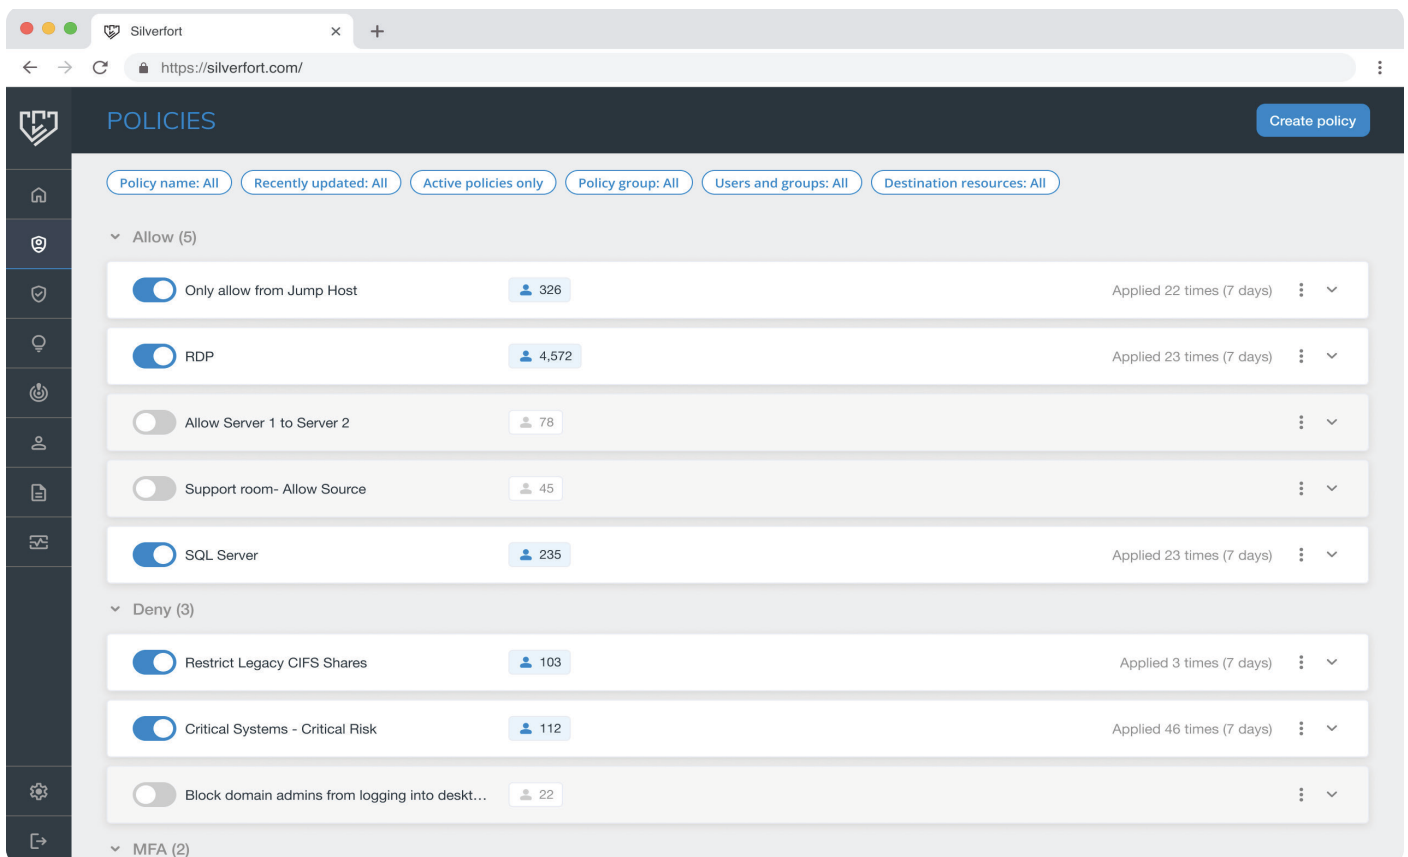 Silverfort
https://silverfort.com/
POLICIES
Create policy
Policy name: All Recently updated: All Active policies only Policy group: All Users and groups: All Destination resources: All
Allow (5)
Only allow from Jump Host 326 Applied 22 times (7 days)
RDP 4,572 Applied 23 times (7 days)
Allow Server 1 to Server 2 78
Support room- Allow Source 45
SQL Server 235 Applied 23 times (7 days)
Deny (3)
Restrict Legacy CIFS Shares 103 Applied 3 times (7 days)
Critical Systems - Critical Risk 112 Applied 46 times (7 days)
Block domain admins from logging into deskt... 22
MFA (2)